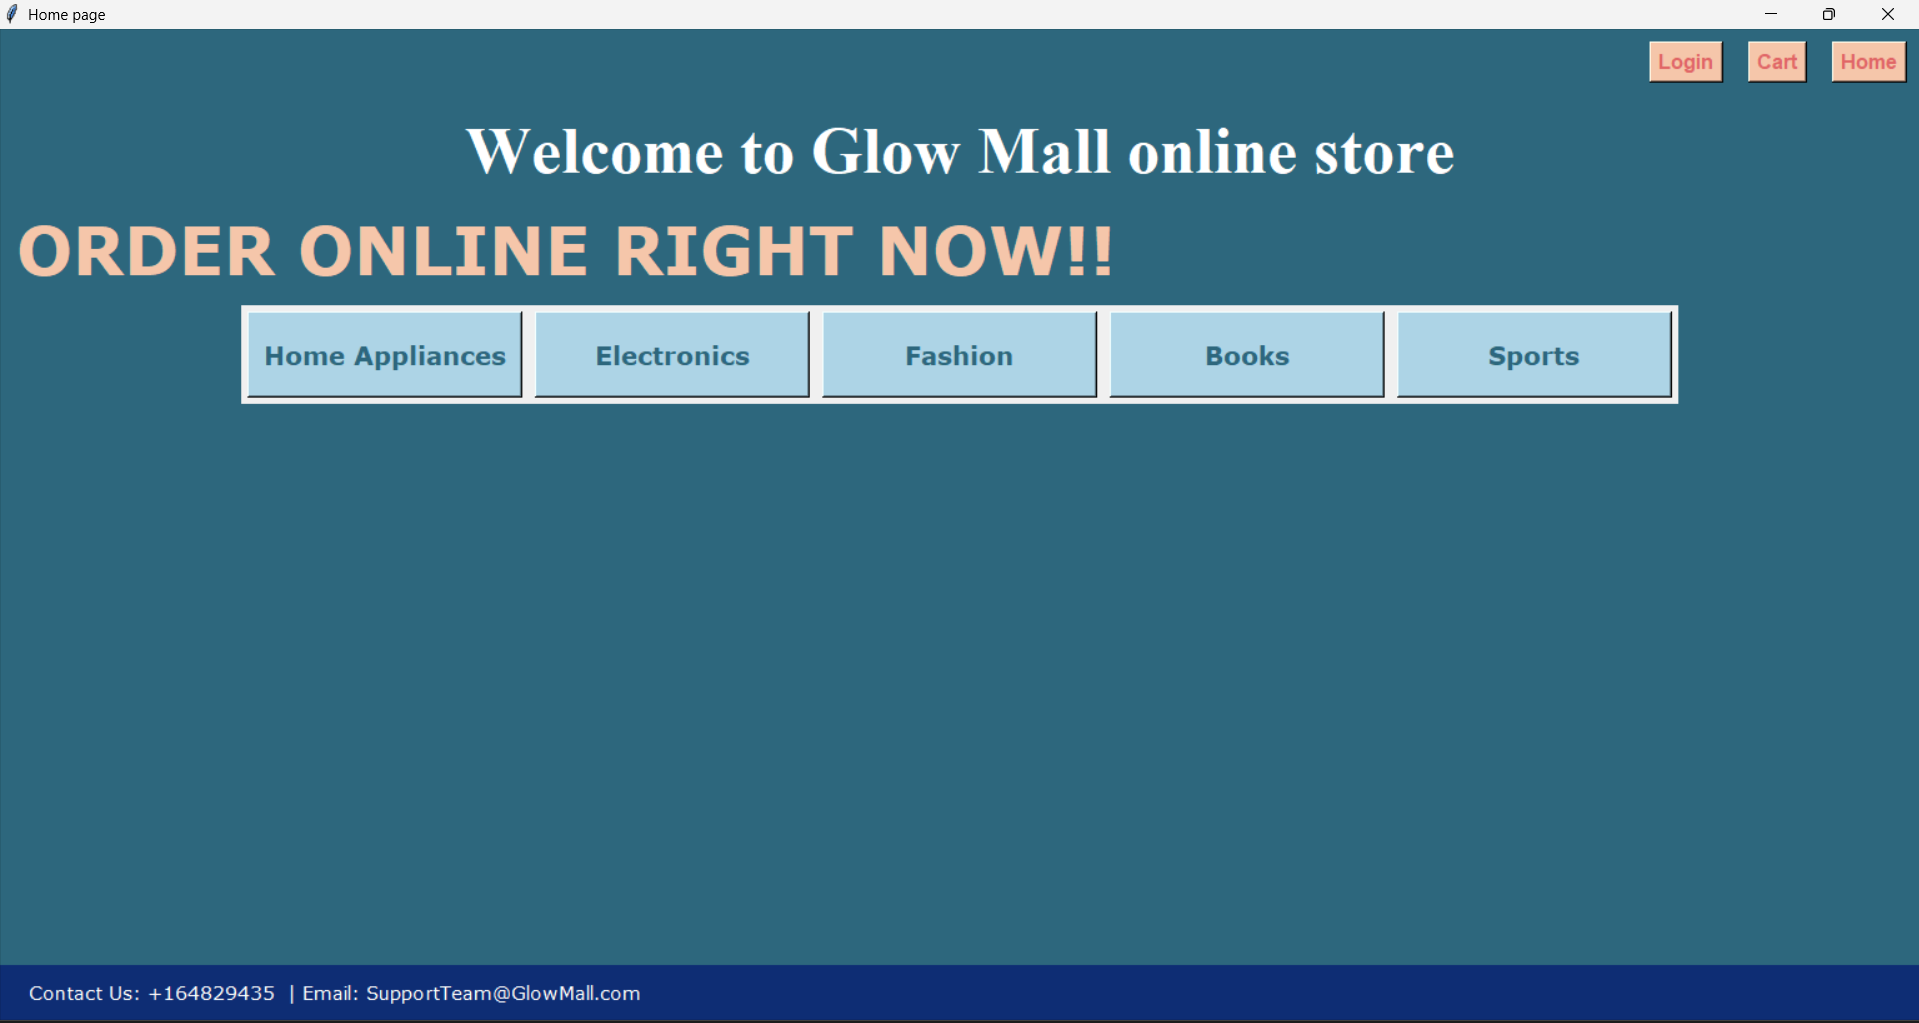 Home page
Login Cart Home
Welcome to Glow Mall online store
ORDER ONLINE RIGHT NOW!!
Home Appliances Electronics Fashion Books Sports
Contact Us: +164829435 | Email: SupportTeam@GlowMall.com